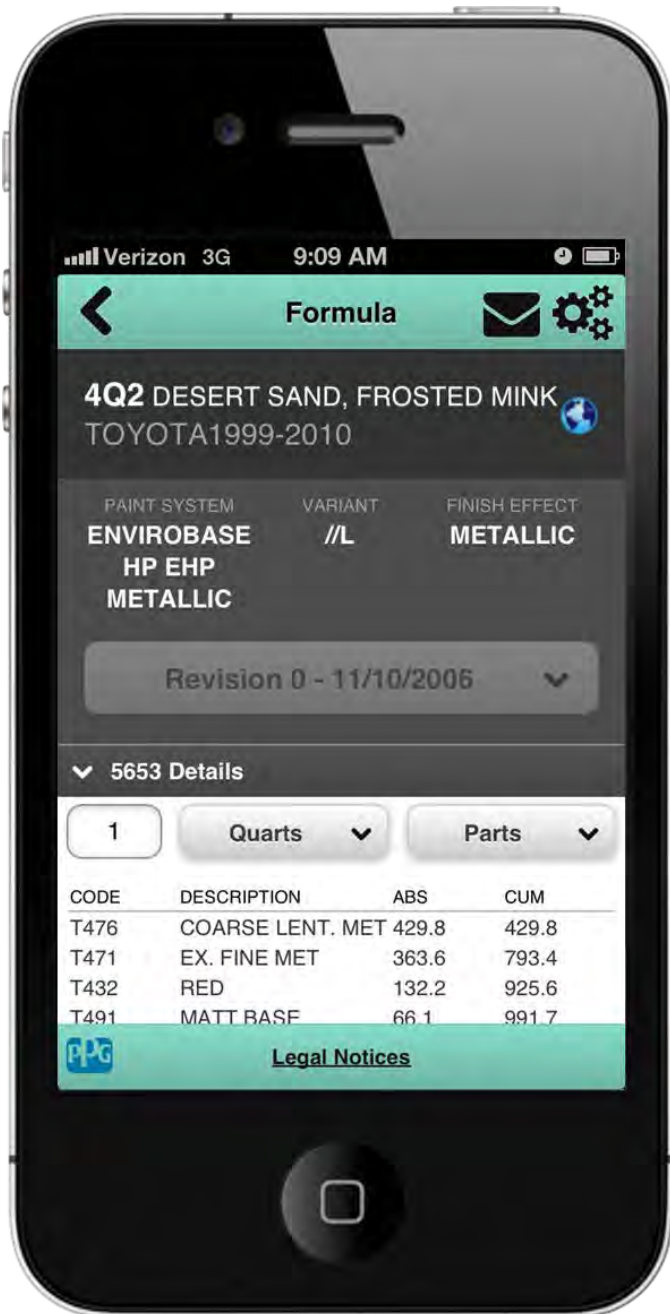 Verizon 3G 9:09 AM
Formula
4Q2 DESERT SAND, FROSTED MINK
TOYOTA1999-2010
PAINT SYSTEM VARIANT FINISH EFFECT
ENVIROBASE //L METALLIC
HP EHP
METALLIC
Revision 0 - 11/10/2006
5653 Details
1 Quarts Parts
CODE DESCRIPTION ABS CUM
T476 COARSE LENT. MET 429.8 429.8
T471 EX. FINE MET 363.6 793.4
T432 RED 132.2 925.6
T491 MATT BASE 66.1 991.7
PPG Legal Notices